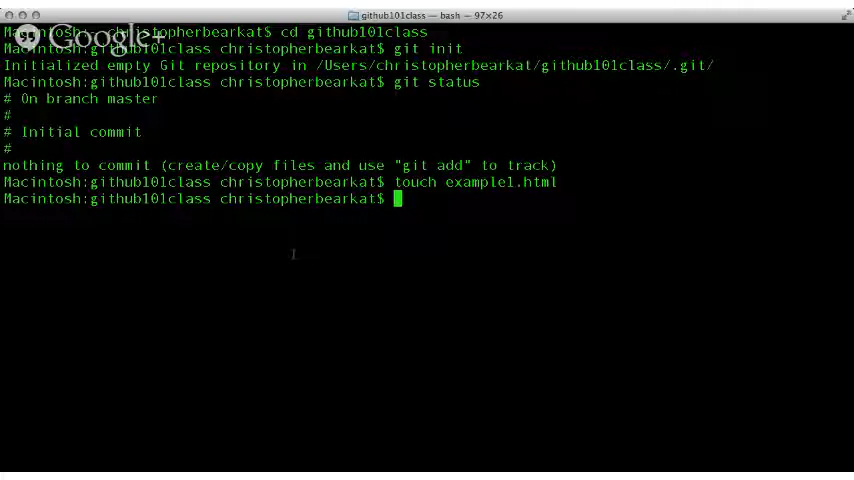 github101class — bash — 97×26
Macintosh:~ christopherbearkat$ cd github101class
Google+
Macintosh:github101class christopherbearkat$ git init
Initialized empty Git repository in /Users/christopherbearkat/github101class/.git/
Macintosh:github101class christopherbearkat$ git status
# On branch master
#
# Initial commit
#
nothing to commit (create/copy files and use "git add" to track)
Macintosh:github101class christopherbearkat$ touch example1.html
Macintosh:github101class christopherbearkat$